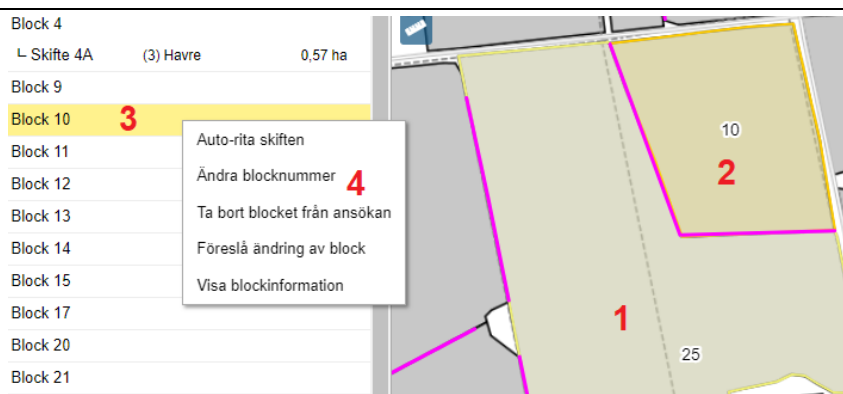 Block 4
└ Skifte 4A (3) Havre 0,57 ha
Block 9
Block 10 3
Block 11
Block 12
Block 13
Block 14
Block 15
Block 17
Block 20
Block 21
Auto-rita skiften
Ändra blocknummer 4
Ta bort blocket från ansökan
Föreslå ändring av block
Visa blockinformation
10
2
1
25